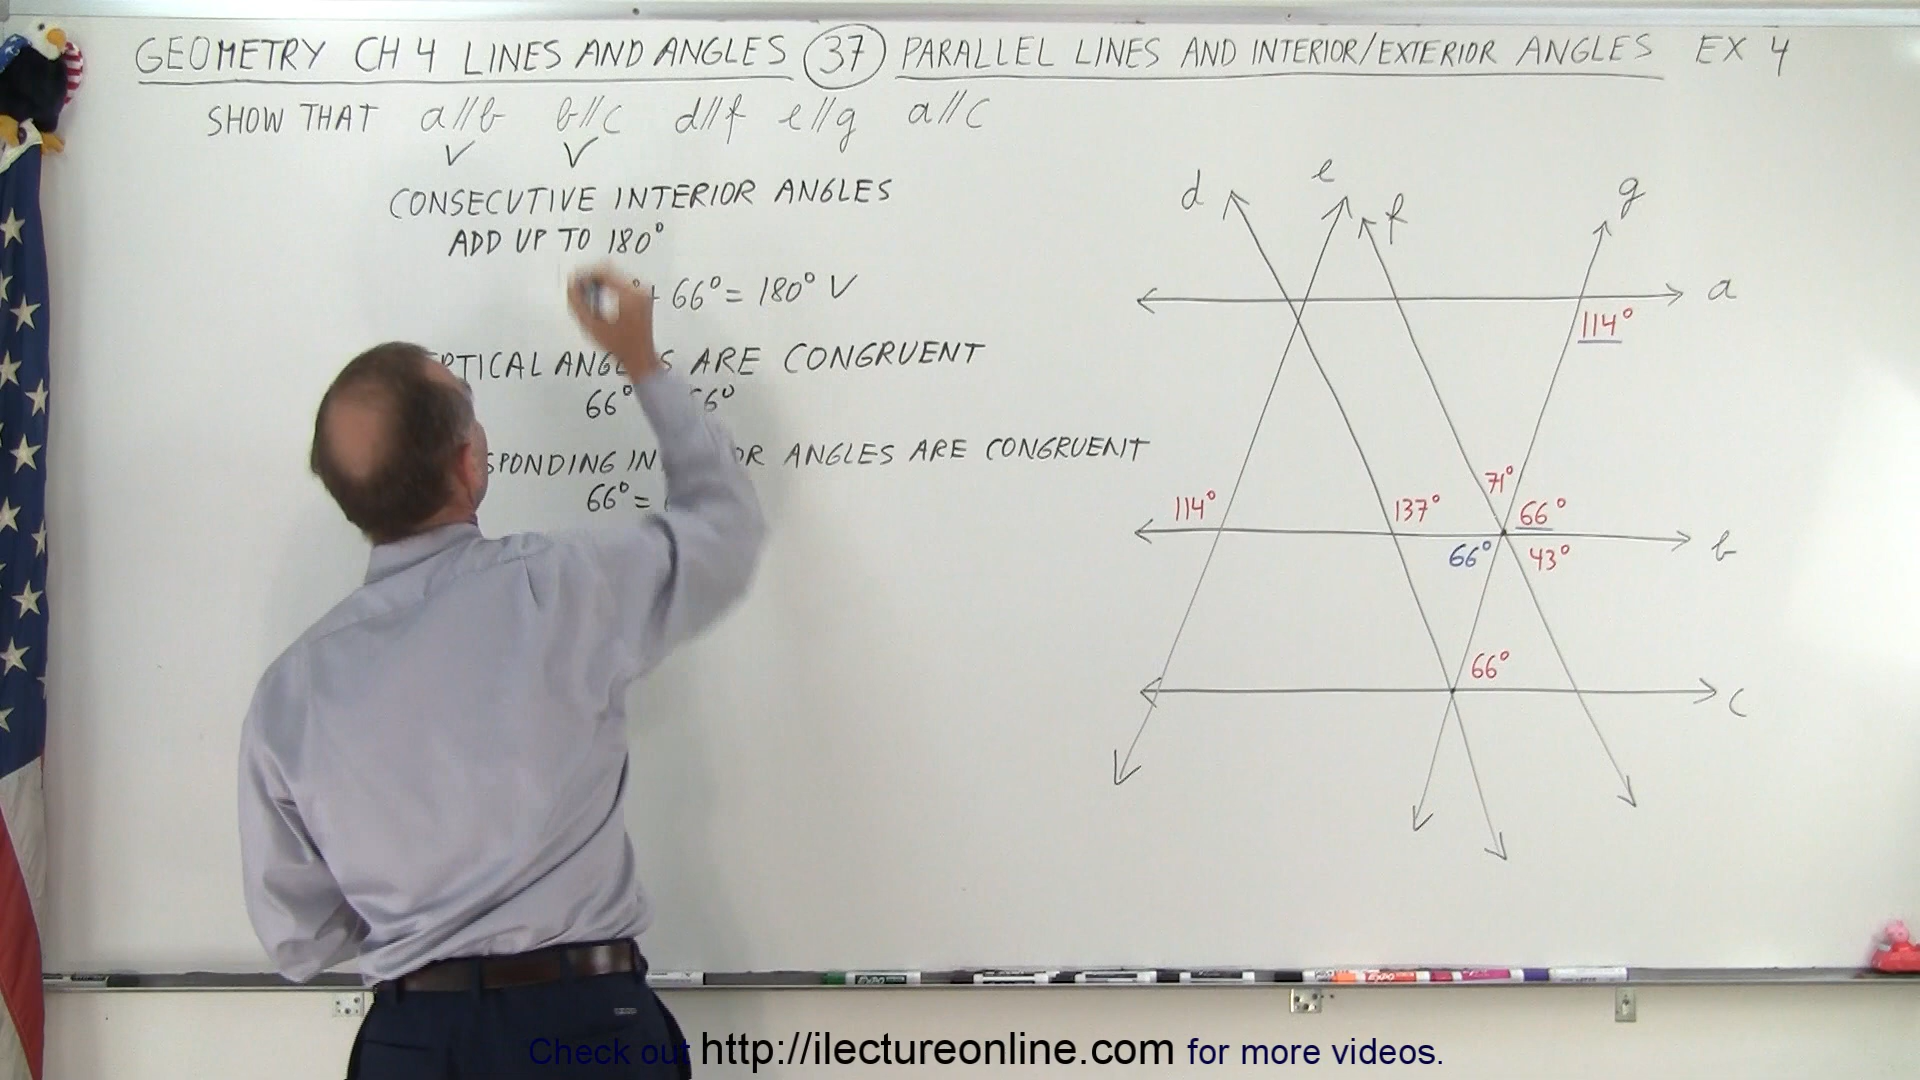 GEOMETRY CH 4 LINES AND ANGLES 37 PARALLEL LINES AND INTERIOR/EXTERIOR ANGLES EX 4
SHOW THAT a//b b//c d//f e//g a//c
✓ ✓
CONSECUTIVE INTERIOR ANGLES
ADD UP TO 180°
+ 66° = 180° ✓
ARE CONGRUENT
66°
ANGLES ARE CONGRUENT
66° =
d e f g
a
114°
71°
114° 137° 66°
b
66° 43°
66°
c
Check out http://ilectureonline.com for more videos.